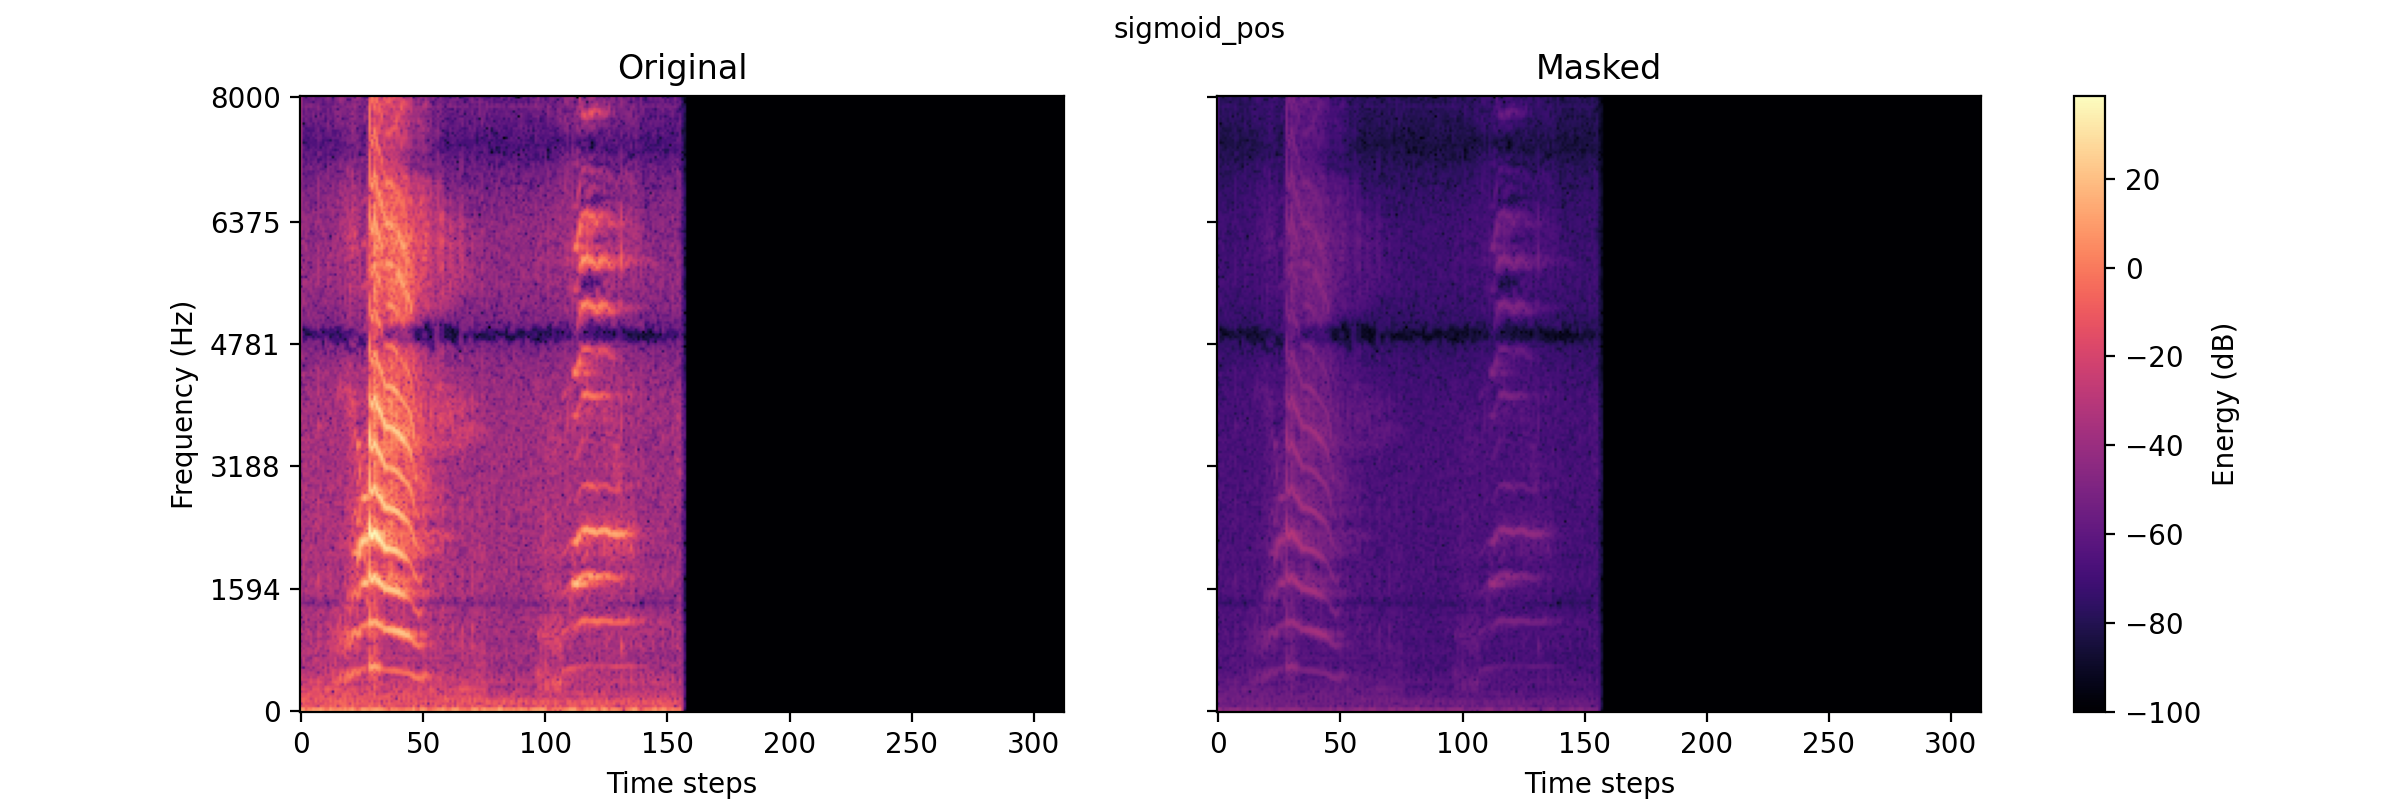 sigmoid_pos
Original
Masked
8000
6375
4781
3188
1594
0
Frequency (Hz)
0 50 100 150 200 250 300
Time steps
0 50 100 150 200 250 300
Time steps
20
0
−20
−40
−60
−80
−100
Energy (dB)